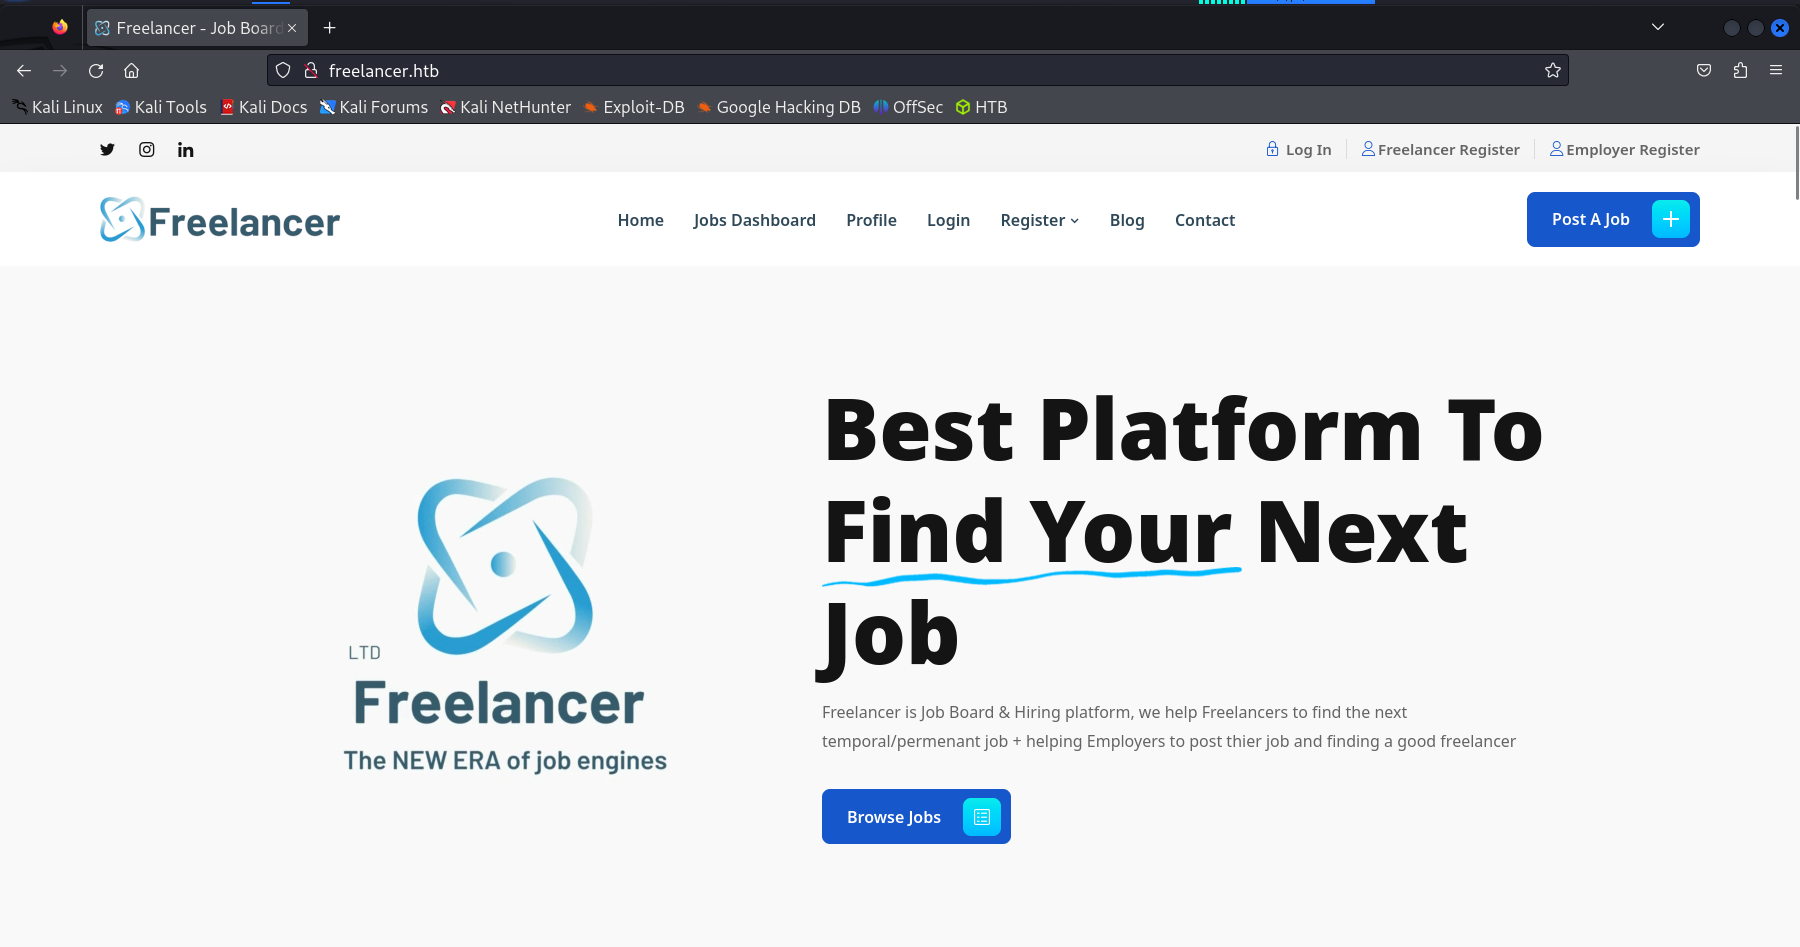 Freelancer - Job Board
freelancer.htb
Kali Linux Kali Tools Kali Docs Kali Forums Kali NetHunter Exploit-DB Google Hacking DB OffSec HTB
Log In Freelancer Register Employer Register
Freelancer Home Jobs Dashboard Profile Login Register Blog Contact Post A Job
LTD
Freelancer
The NEW ERA of job engines
Best Platform To
Find Your Next
Job
Freelancer is Job Board & Hiring platform, we help Freelancers to find the next
temporal/permenant job + helping Employers to post thier job and finding a good freelancer
Browse Jobs